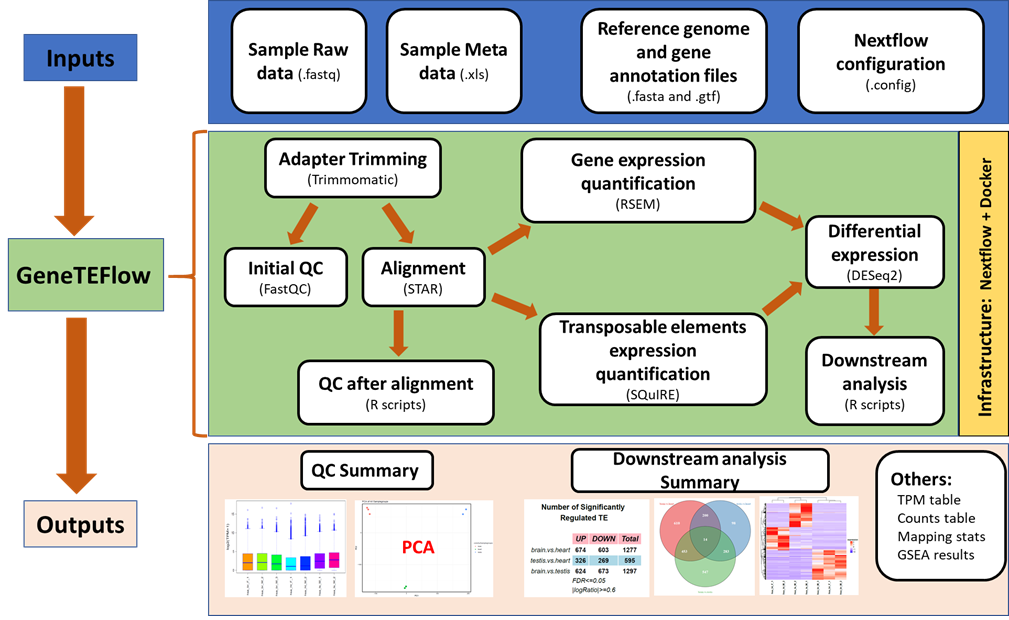 Inputs
Sample Raw
data (.fastq)
Sample Meta
data (.xls)
Reference genome
and gene
annotation files
(.fasta and .gtf)
Nextflow
configuration
(.config)
GeneTEFlow
Adapter Trimming
(Trimmomatic)
Initial QC
(FastQC)
Alignment
(STAR)
QC after alignment
(R scripts)
Gene expression
quantification
(RSEM)
Transposable elements
expression
quantification
(SQuIRE)
Differential
expression
(DESeq2)
Downstream
analysis
(R scripts)
Infrastructure: Nextflow + Docker
Outputs
QC Summary
PCA
Downstream analysis
Summary
Number of Significantly
Regulated TE
UP DOWN Total
brain.vs.heart 674 603 1277
testis.vs.heart 326 269 595
brain.vs.testis 624 673 1297
FDR<=0.05
|logRatio|>=0.6
Others:
TPM table
Counts table
Mapping stats
GSEA results